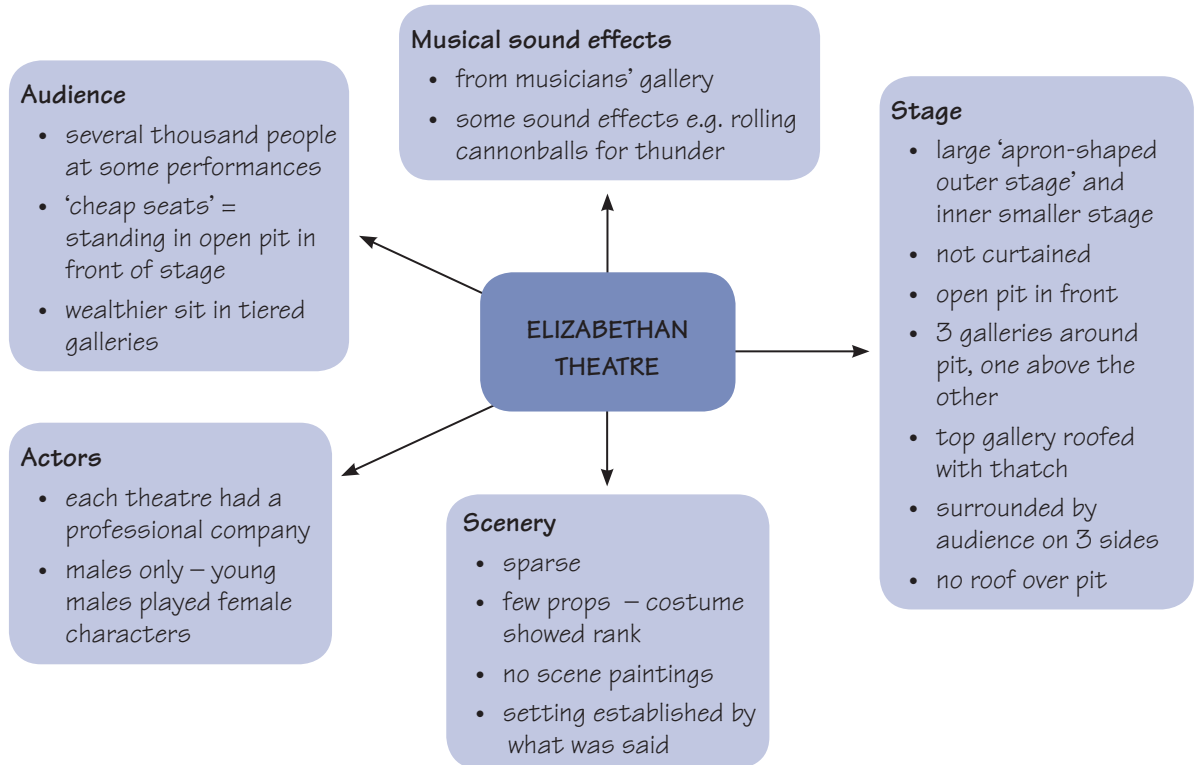 Musical sound effects
• from musicians' gallery
• some sound effects e.g. rolling
cannonballs for thunder
Audience
• several thousand people
at some performances
• 'cheap seats' =
standing in open pit in
front of stage
• wealthier sit in tiered
galleries
Stage
• large 'apron-shaped
outer stage' and
inner smaller stage
• not curtained
• open pit in front
• 3 galleries around
pit, one above the
other
• top gallery roofed
with thatch
• surrounded by
audience on 3 sides
• no roof over pit
ELIZABETHAN
THEATRE
Actors
• each theatre had a
professional company
• males only – young
males played female
characters
Scenery
• sparse
• few props – costume
showed rank
• no scene paintings
• setting established by
what was said